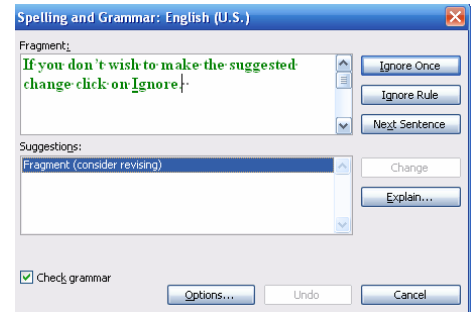 Spelling and Grammar: English (U.S.)
Fragment:
If you don't wish to make the suggested
change click on Ignore.
Ignore Once
Ignore Rule
Next Sentence
Suggestions:
Fragment (consider revising)
Change
Explain...
Check grammar
Options...
Undo
Cancel